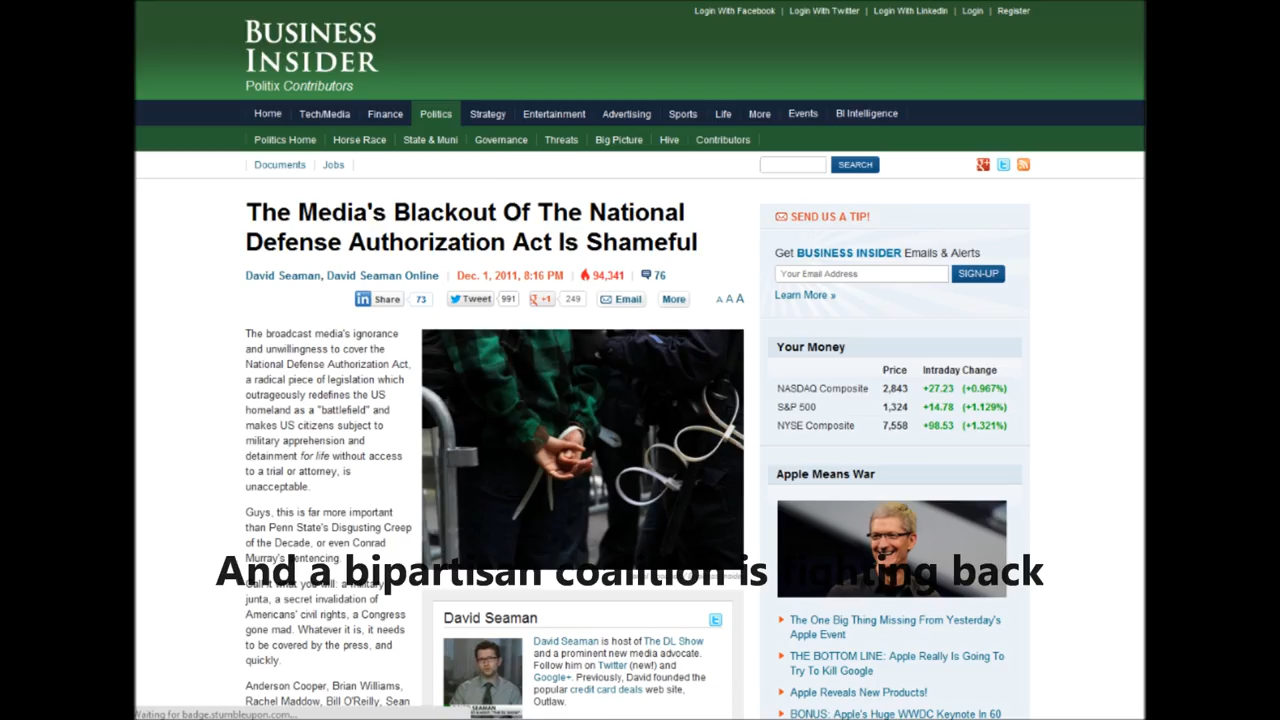 Login With Facebook | Login With Twitter | Login With LinkedIn | Login | Register
BUSINESS
INSIDER
Politix Contributors
Home Tech/Media Finance Politics Strategy Entertainment Advertising Sports Life More Events BI Intelligence
Politics Home Horse Race State & Muni Governance Threats Big Picture Hive Contributors
Documents Jobs
SEARCH
The Media's Blackout Of The National
Defense Authorization Act Is Shameful
David Seaman, David Seaman Online | Dec. 1, 2011, 8:16 PM | 94,341 | 76
Share 73 Tweet 991 +1 249 Email More A A A
The broadcast media's ignorance
and unwillingness to cover the
National Defense Authorization Act,
a radical piece of legislation which
outrageously redefines the US
homeland as a "battlefield" and
makes US citizens subject to
military apprehension and
detainment for life without access
to a trial or attorney, is
unacceptable.
Guys, this is far more important
than Penn State's Disgusting Creep
of the Decade, or even Conrad
Murray's sentencing.
Call it what you will: a military
junta, a secret invalidation of
Americans' civil rights, a Congress
gone mad. Whatever it is, it needs
to be covered by the press, and
quickly.
Anderson Cooper, Brian Williams,
Rachel Maddow, Bill O'Reilly, Sean
And a bipartisan coalition is fighting back
David Seaman
David Seaman is host of The DL Show
and a prominent new media advocate.
Follow him on Twitter (new!) and
Google+. Previously, David founded the
popular credit card deals web site,
Outlaw.
SEAMAN
SEND US A TIP!
Get BUSINESS INSIDER Emails & Alerts
Your Email Address SIGN-UP
Learn More »
Your Money
Price Intraday Change
NASDAQ Composite 2,843 +27.23 (+0.967%)
S&P 500 1,324 +14.78 (+1.129%)
NYSE Composite 7,558 +98.53 (+1.321%)
Apple Means War
The One Big Thing Missing From Yesterday's
Apple Event
THE BOTTOM LINE: Apple Really Is Going To
Try To Kill Google
Apple Reveals New Products!
BONUS: Apple's Huge WWDC Keynote In 60
Waiting for badge.stumbleupon.com...